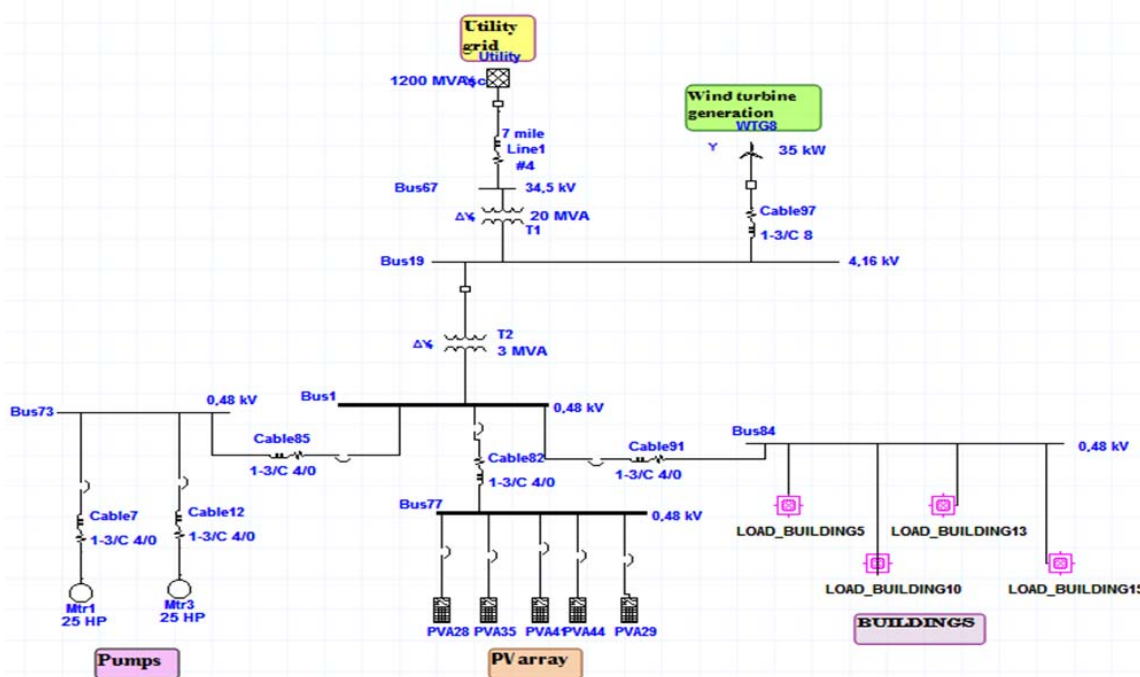 Utility
grid
Utility
1200 MVAsc
7 mile
Line1
#4
Bus67
34,5 kV
20 MVA
T1
Wind turbine
generation
WTG8
Y
35 kW
Cable97
1-3/C 8
Bus19
4,16 kV
T2
3 MVA
Bus1
0,48 kV
Bus73
0,48 kV
Cable85
1-3/C 4/0
Cable82
1-3/C 4/0
Cable91
1-3/C 4/0
Bus84
0,48 kV
Bus77
0,48 kV
Cable7
1-3/C 4/0
Cable12
1-3/C 4/0
Mtr1
25 HP
Mtr3
25 HP
PVA28
PVA35
PVA41
PVA44
PVA29
LOAD_BUILDING5
LOAD_BUILDING13
LOAD_BUILDING10
BUILDINGS
Pumps
PV array